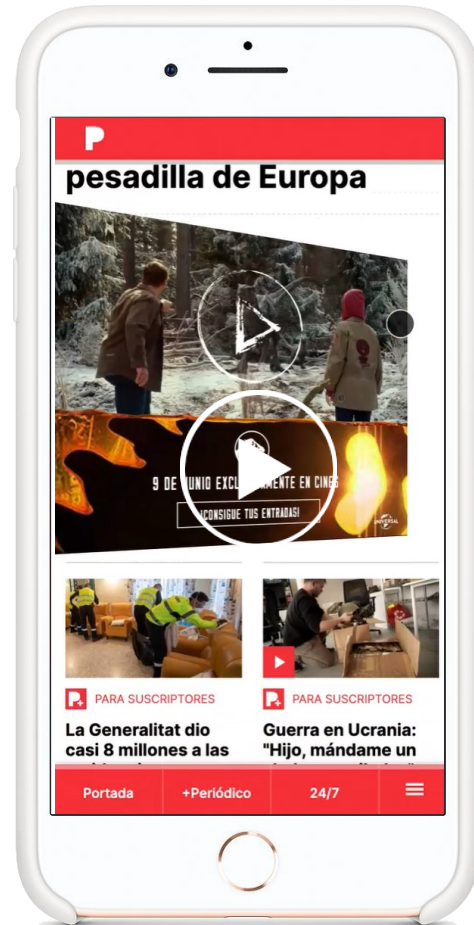 P
pesadilla de Europa
9 DE JUNIO EXCLUSIVAMENTE EN CINES
¡CONSIGUE TUS ENTRADAS!
UNIVERSAL
P+ PARA SUSCRIPTORES
La Generalitat dio
casi 8 millones a las
P+ PARA SUSCRIPTORES
Guerra en Ucrania:
"Hijo, mándame un
Portada
+Periódico
24/7